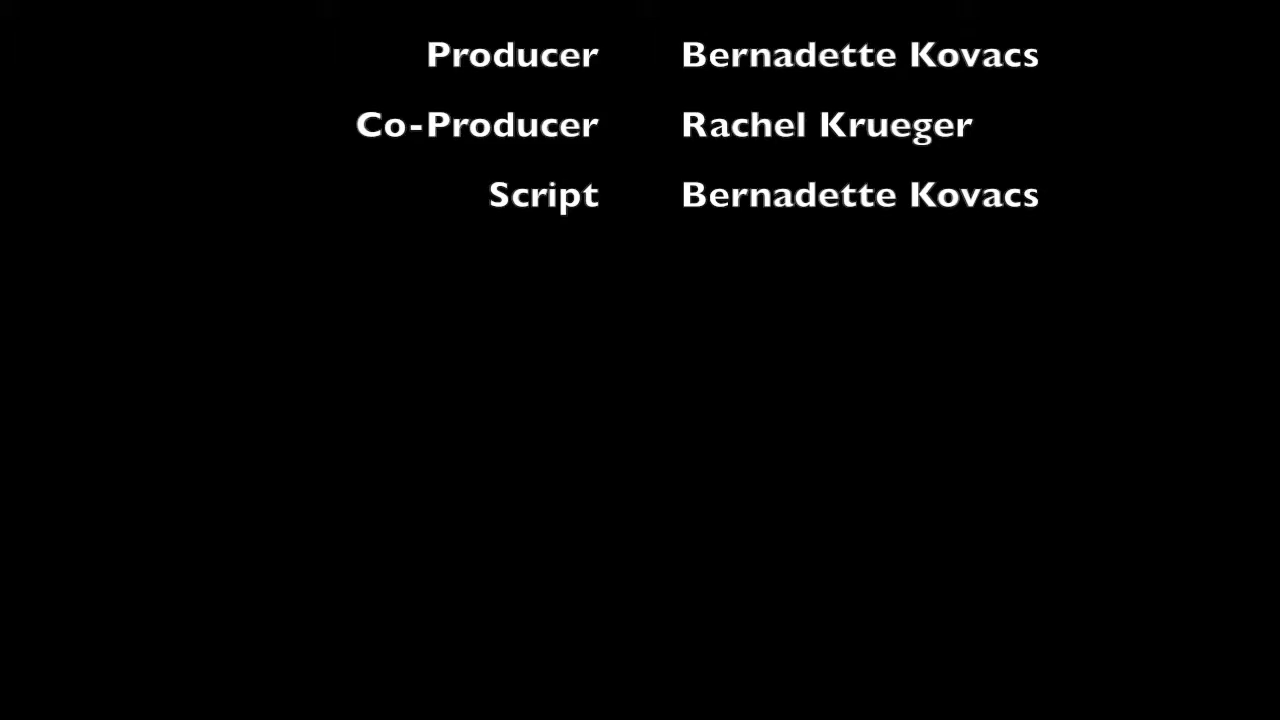 Producer Bernadette Kovacs
Co-Producer Rachel Krueger
Script Bernadette Kovacs